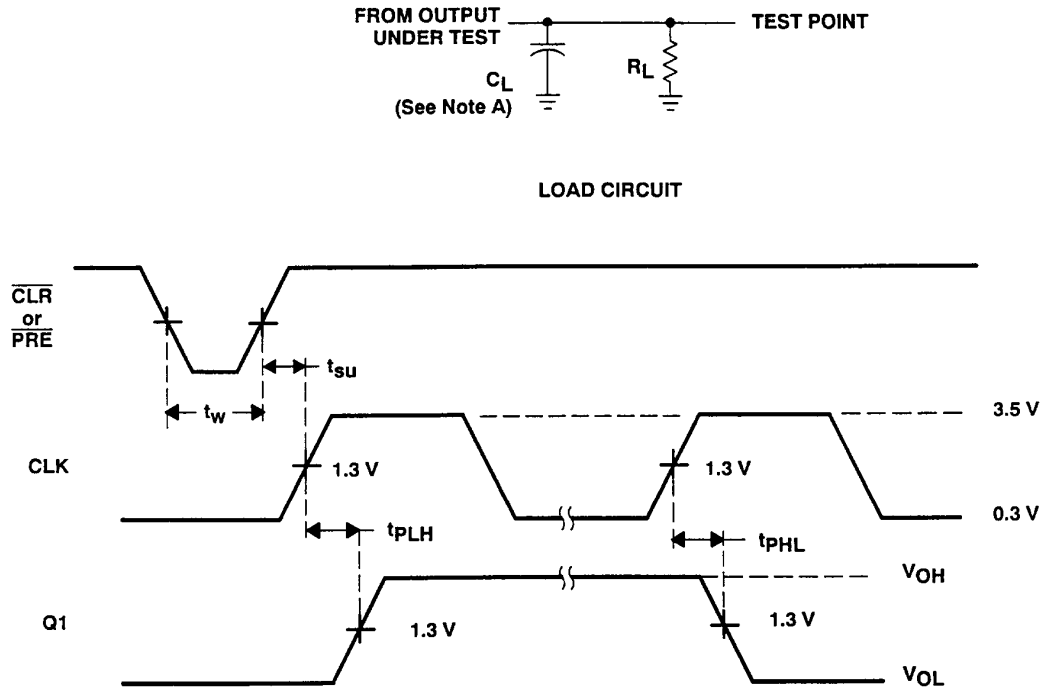 FROM OUTPUT
UNDER TEST
TEST POINT
CL
(See Note A)
RL
LOAD CIRCUIT
CLR
or
PRE
tsu
tw
3.5 V
CLK
1.3 V
1.3 V
0.3 V
tPLH
tPHL
VOH
Q1
1.3 V
1.3 V
VOL